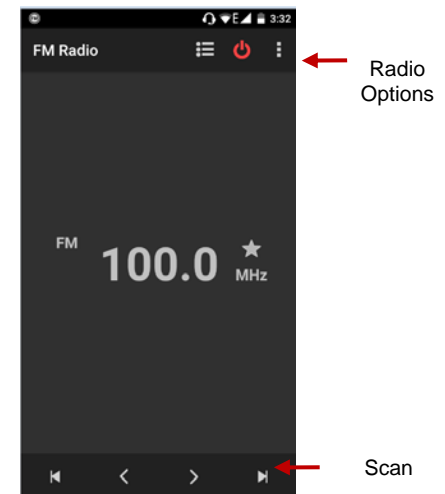 E 3:32
FM Radio
Radio
Options
FM
100.0
MHz
Scan